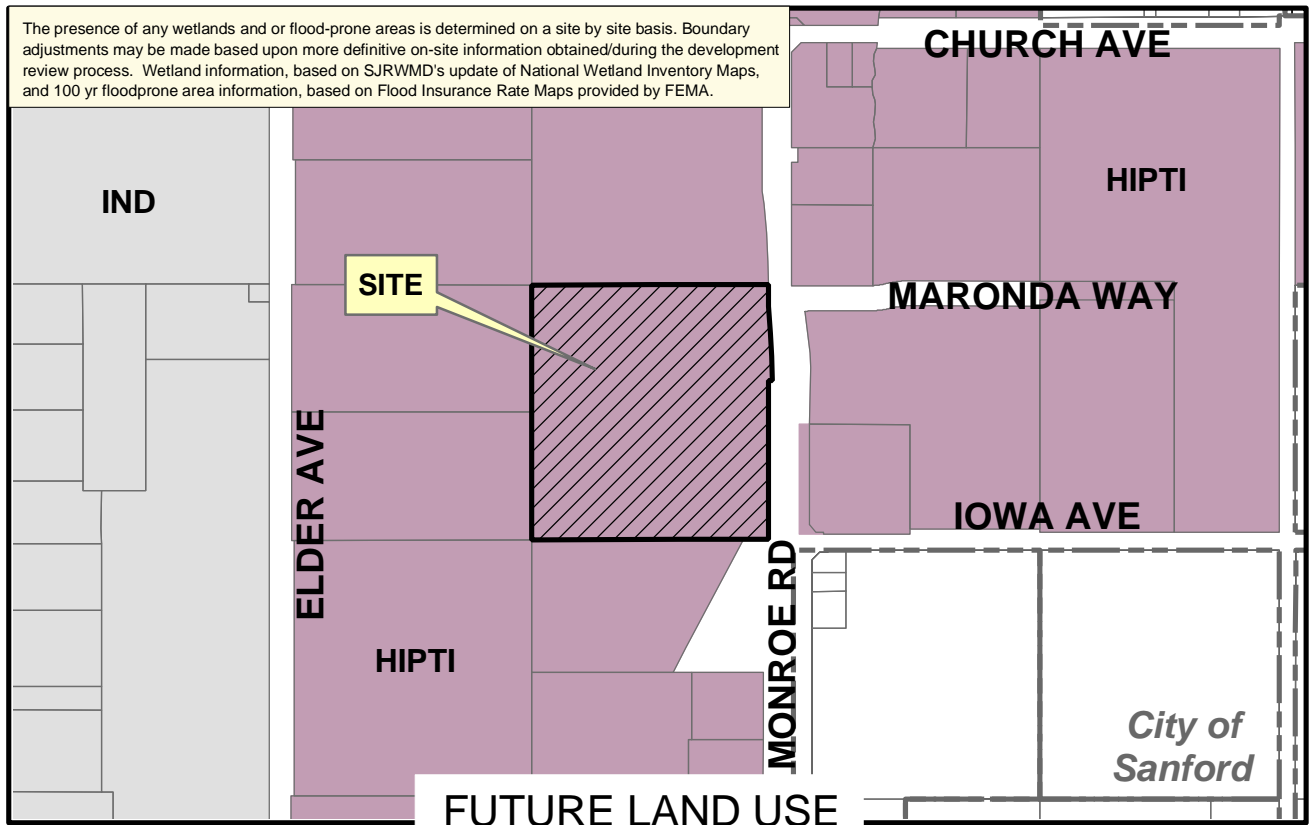 The presence of any wetlands and or flood-prone areas is determined on a site by site basis. Boundary
adjustments may be made based upon more definitive on-site information obtained/during the development
review process.  Wetland information, based on SJRWMD's update of National Wetland Inventory Maps,
and 100 yr floodprone area information, based on Flood Insurance Rate Maps provided by FEMA.
CHURCH AVE
IND
HIPTI
SITE
MARONDA WAY
ELDER AVE
IOWA AVE
MONROE RD
HIPTI
City of
Sanford
FUTURE LAND USE